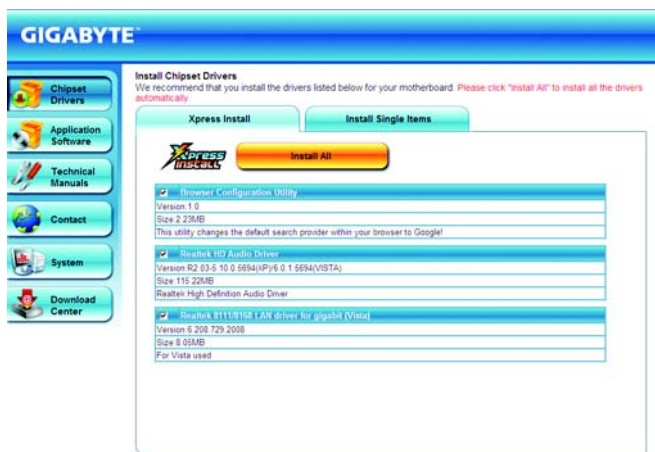 GIGABYTE™
Chipset
Drivers
Application
Software
Technical
Manuals
Contact
System
Download
Center
Install Chipset Drivers
We recommend that you install the drivers listed below for your motherboard. Please click "Install All" to install all the drivers
automatically.
Xpress Install
Install Single Items
Xpress
INSTALL
Install All
Browser Configuration Utility
Version:1.0
Size:2.23MB
This utility changes the default search provider within your browser to Google!
Realtek HD Audio Driver
Version:R2.03-5.10.0.5694(XP)/6.0.1.5694(VISTA)
Size:115.22MB
Realtek High Definition Audio Driver
Realtek 8111/8168 LAN driver for gigabit (Vista)
Version:6.208.729.2008
Size:8.05MB
For Vista used